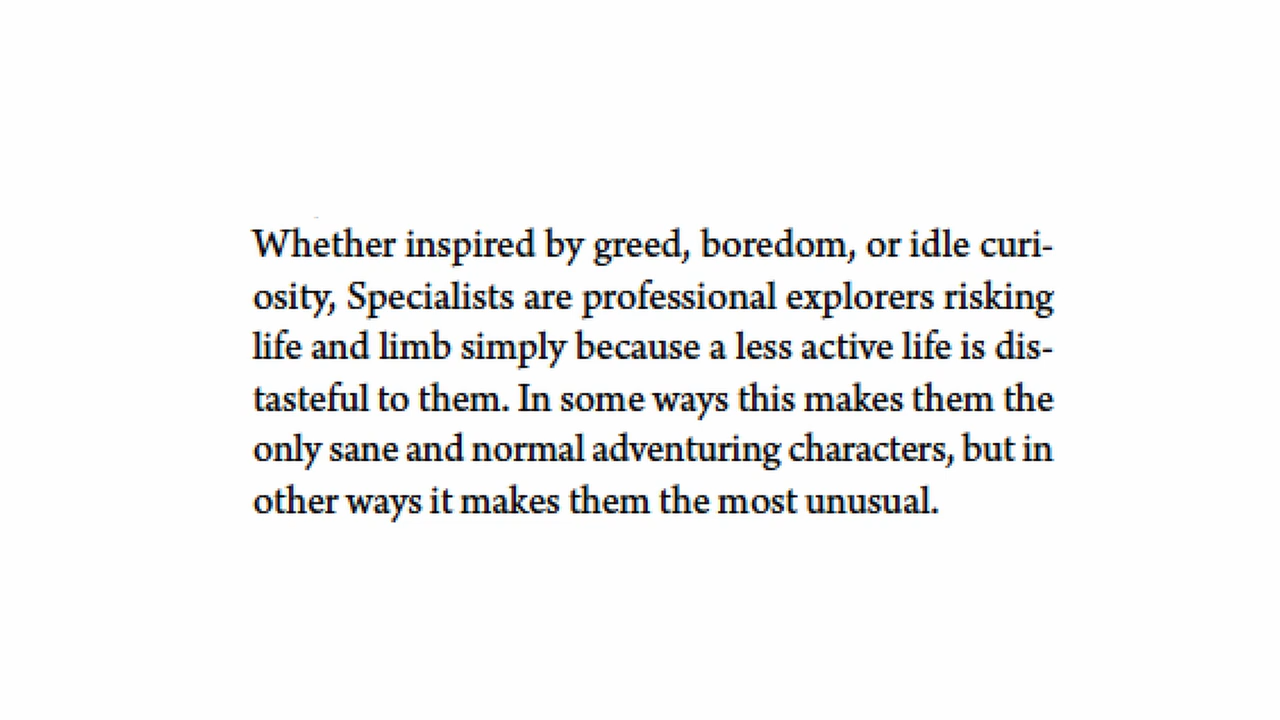 Whether inspired by greed, boredom, or idle curi-
osity, Specialists are professional explorers risking
life and limb simply because a less active life is dis-
tasteful to them. In some ways this makes them the
only sane and normal adventuring characters, but in
other ways it makes them the most unusual.